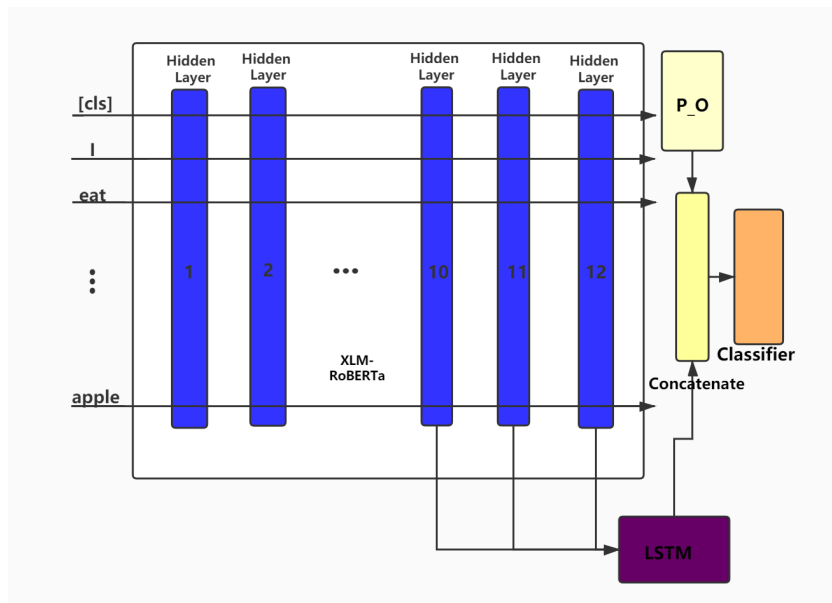 Hidden
Layer
Hidden
Layer
Hidden
Layer
Hidden
Layer
Hidden
Layer
[cls]
P_O
I
eat
1
2
•••
10
11
12
XLM-
RoBERTa
Classifier
Concatenate
apple
LSTM